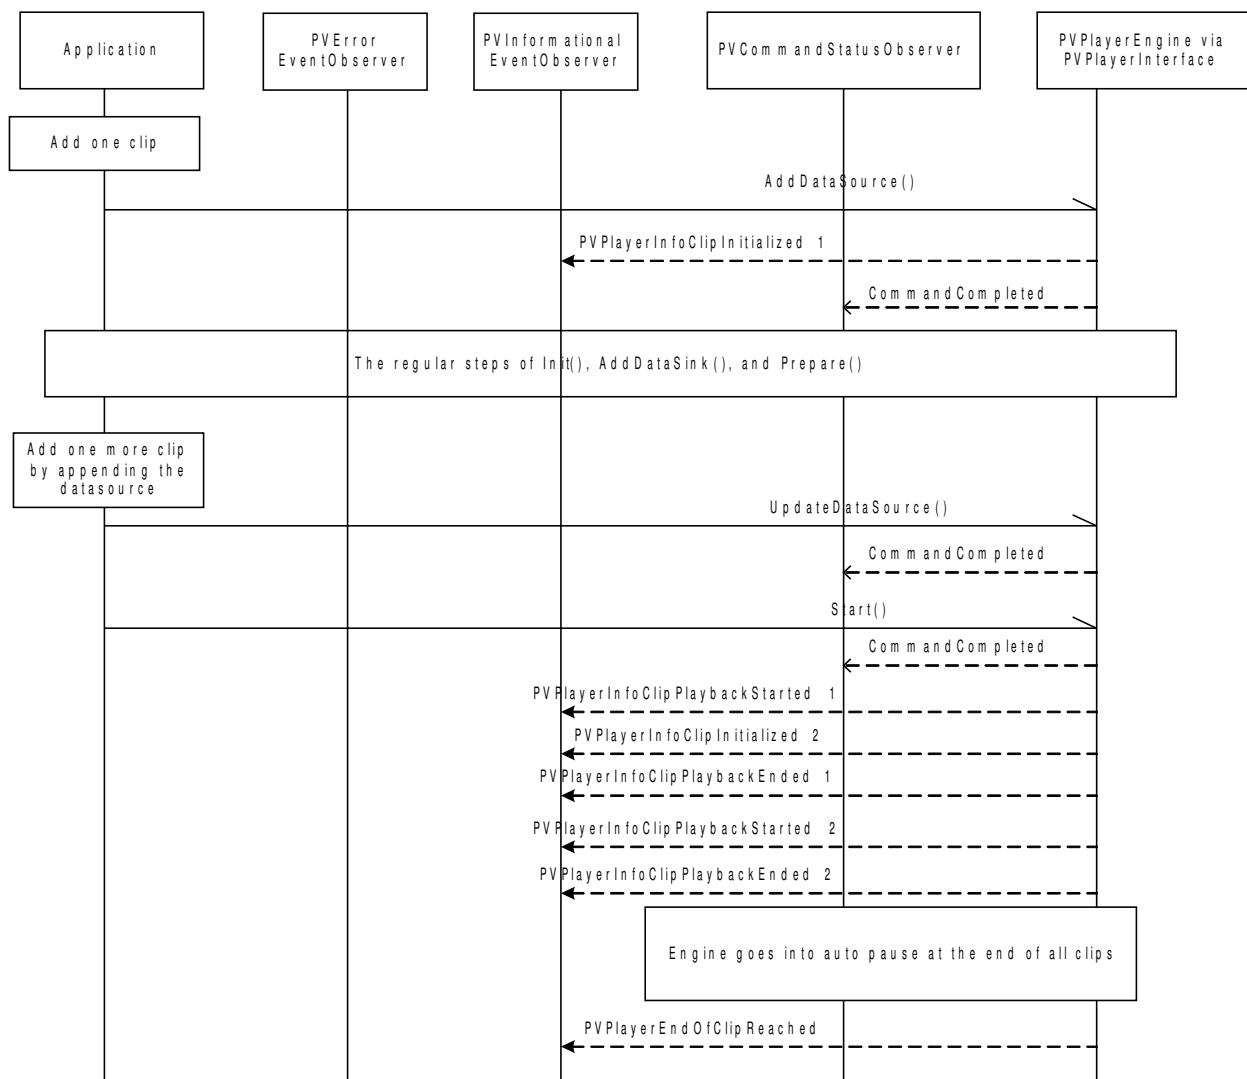 Application
PVError
EventObserver
PVInformational
EventObserver
PVCommandStatusObserver
PVPlayerEngine via
PVPlayerInterface
Add one clip
AddDataSource()
PVPlayerInfoClipInitialized 1
CommandCompleted
The regular steps of Init(), AddDataSink(), and Prepare()
Add one more clip
by appending the
datasource
UpdateDataSource()
CommandCompleted
Start()
CommandCompleted
PVPlayerInfoClipPlaybackStarted 1
PVPlayerInfoClipInitialized 2
PVPlayerInfoClipPlaybackEnded 1
PVPlayerInfoClipPlaybackStarted 2
PVPlayerInfoClipPlaybackEnded 2
Engine goes into auto pause at the end of all clips
PVPlayerEndOfClipReached